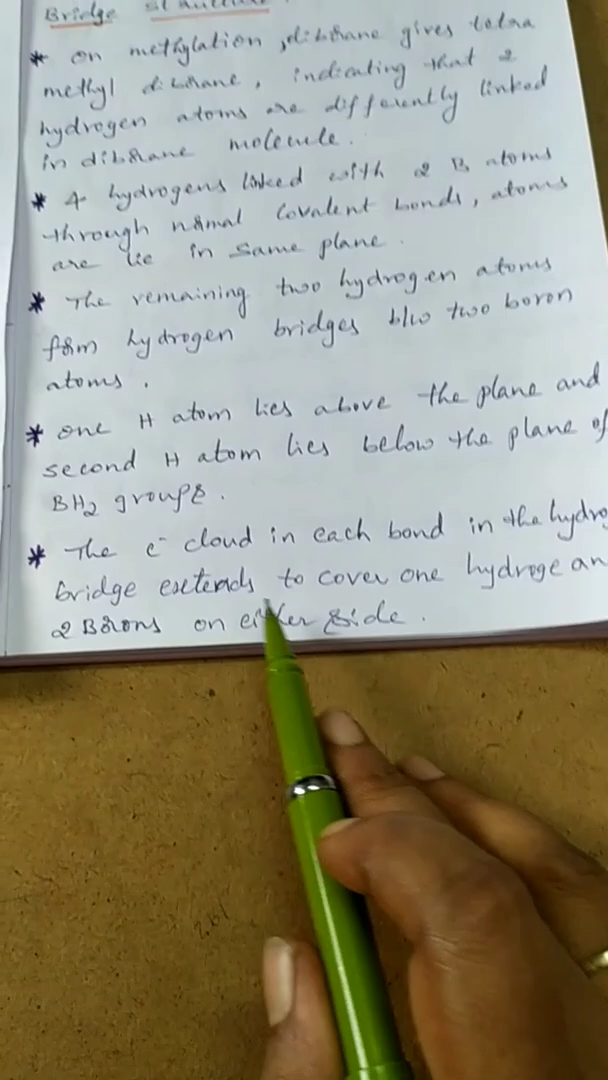 Bridge structure
* on methylation, dibrane gives tetra
methyl dibrane, indicating that 2
hydrogen atoms are differently linked
in dibrane molecule.
* 4 hydrogens linked with 2 B atoms
through normal covalent bonds, atoms
are lie in same plane.
* The remaining two hydrogen atoms
form hydrogen bridges b/w two boron
atoms.
* one H atom lies above the plane and
second H atom lies below the plane of
BH2 groups.
* The e- cloud in each bond in the hydro
bridge extends to cover one hydroge an
2 Borons on either side.